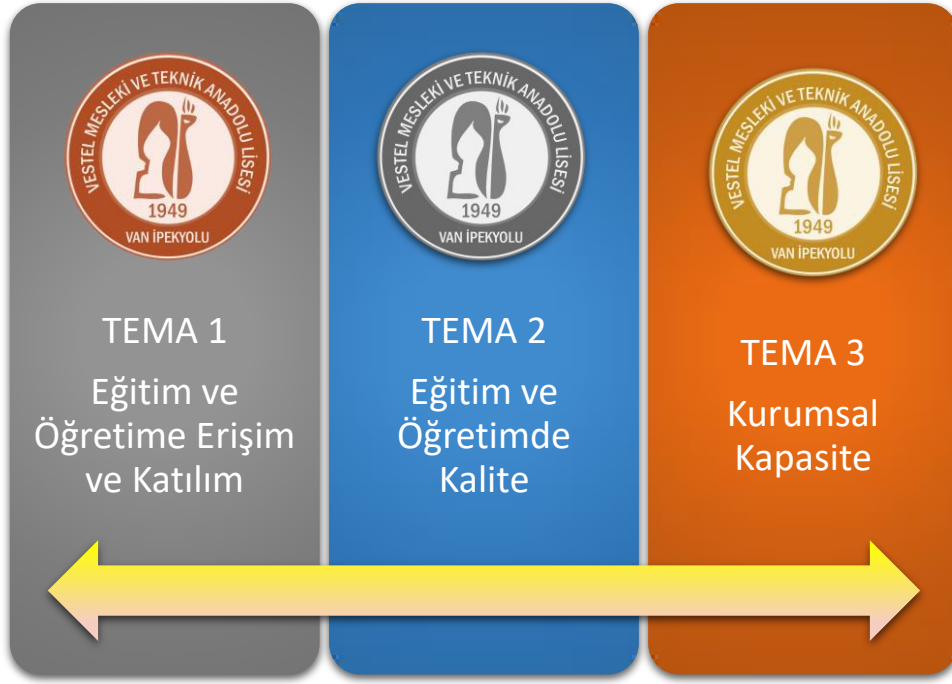 VESTEL MESLEKİ VE TEKNİK ANADOLU LİSESİ
1949
VAN İPEKYOLU
TEMA 1
Eğitim ve
Öğretime Erişim
ve Katılım
VESTEL MESLEKİ VE TEKNİK ANADOLU LİSESİ
1949
VAN İPEKYOLU
TEMA 2
Eğitim ve
Öğretimde
Kalite
VESTEL MESLEKİ VE TEKNİK ANADOLU LİSESİ
1949
VAN İPEKYOLU
TEMA 3
Kurumsal
Kapasite